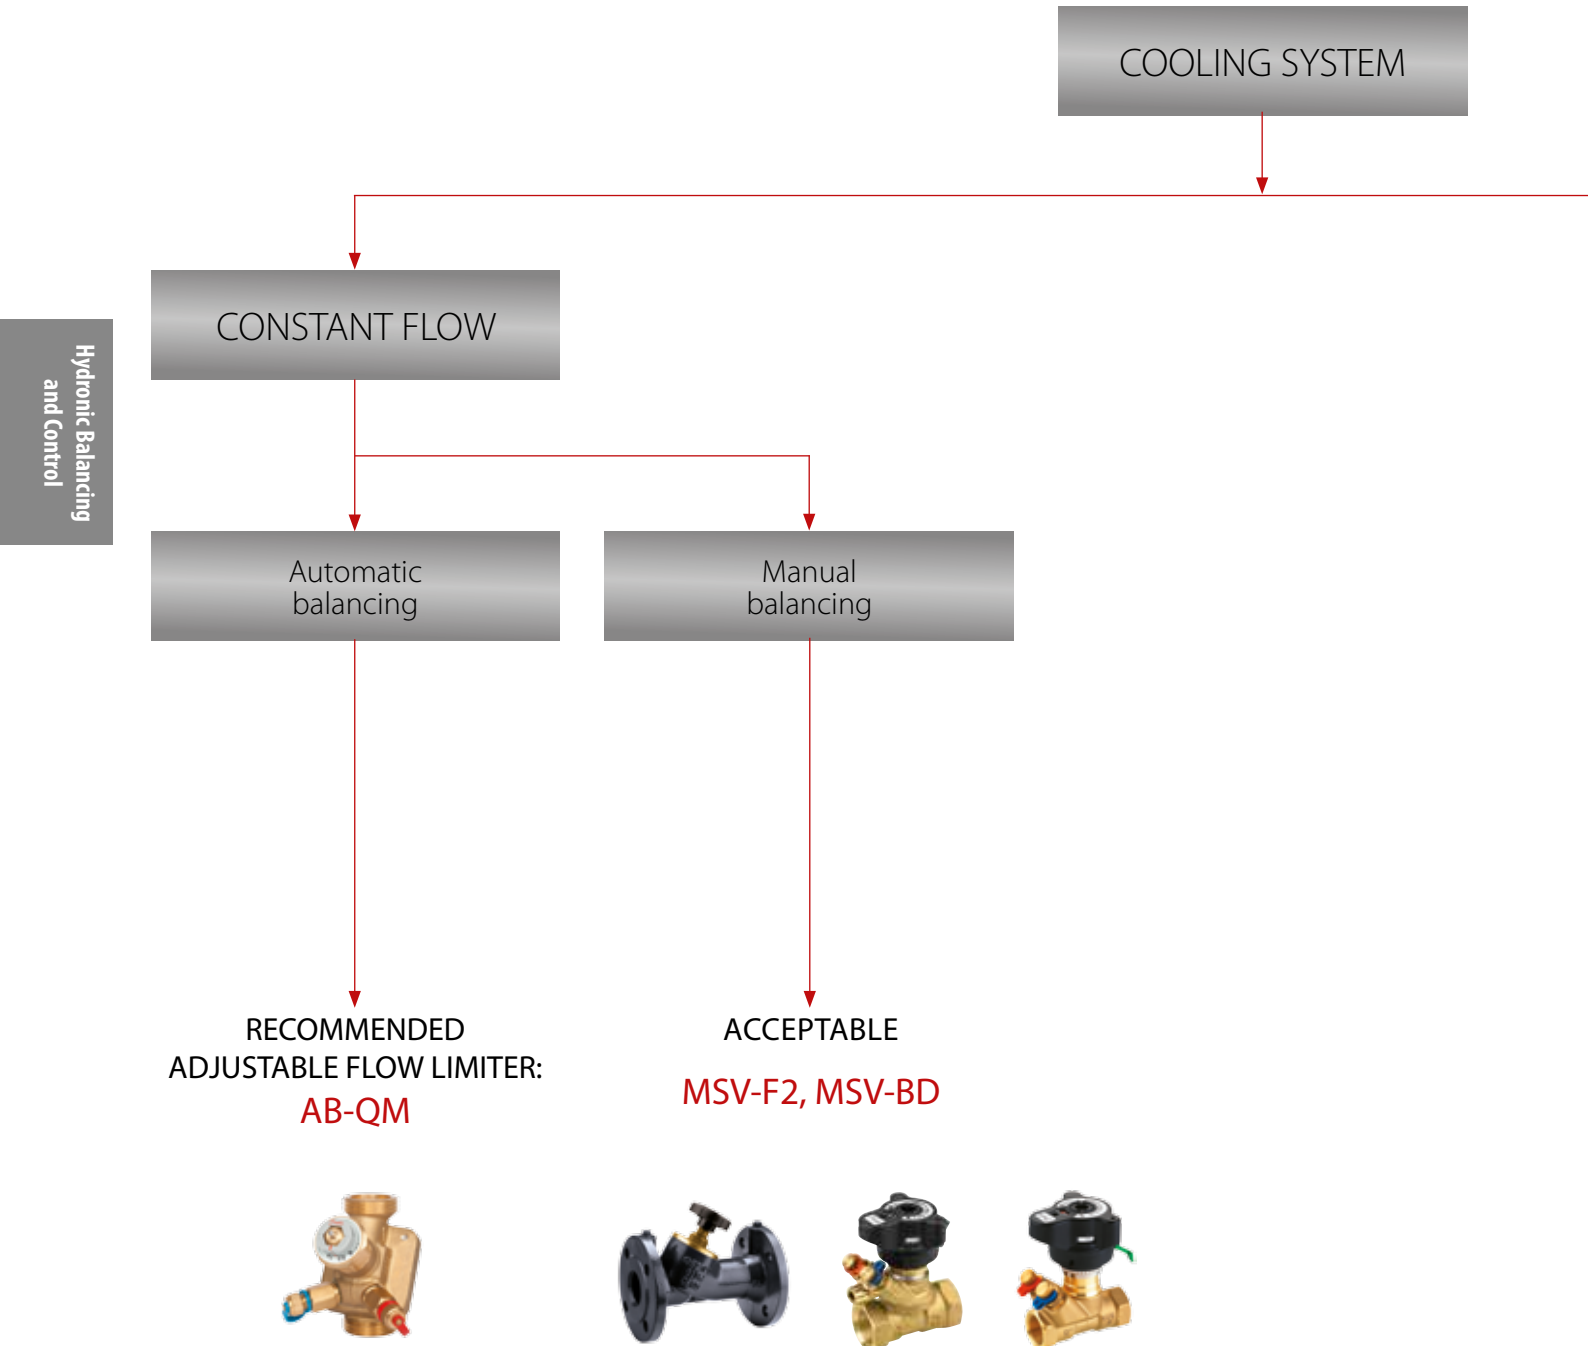 COOLING SYSTEM
CONSTANT FLOW
Hydronic Balancing
and Control
Automatic
balancing
Manual
balancing
RECOMMENDED
ADJUSTABLE FLOW LIMITER:
AB-QM
ACCEPTABLE
MSV-F2, MSV-BD